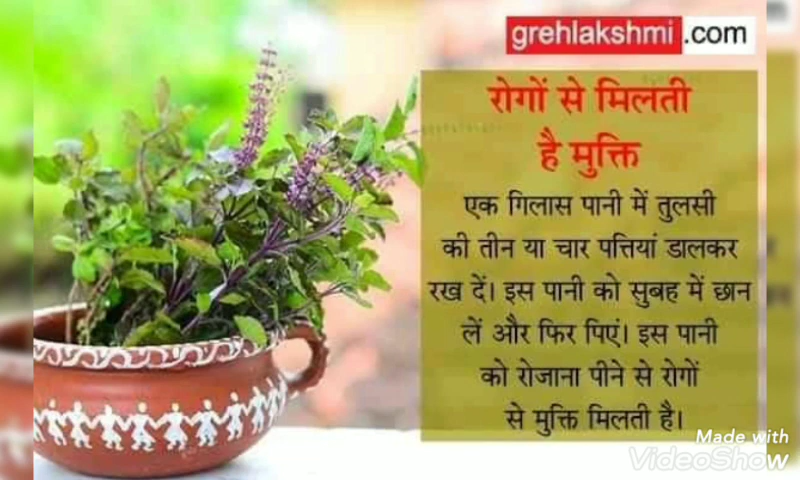 grehlakshmi.com
रोगों से मिलती
है मुक्ति
एक गिलास पानी में तुलसी
की तीन या चार पत्तियां डालकर
रख दें। इस पानी को सुबह में छान
लें और फिर पिएं। इस पानी
को रोजाना पीने से रोगों
से मुक्ति मिलती है।
Made with
VideoShow